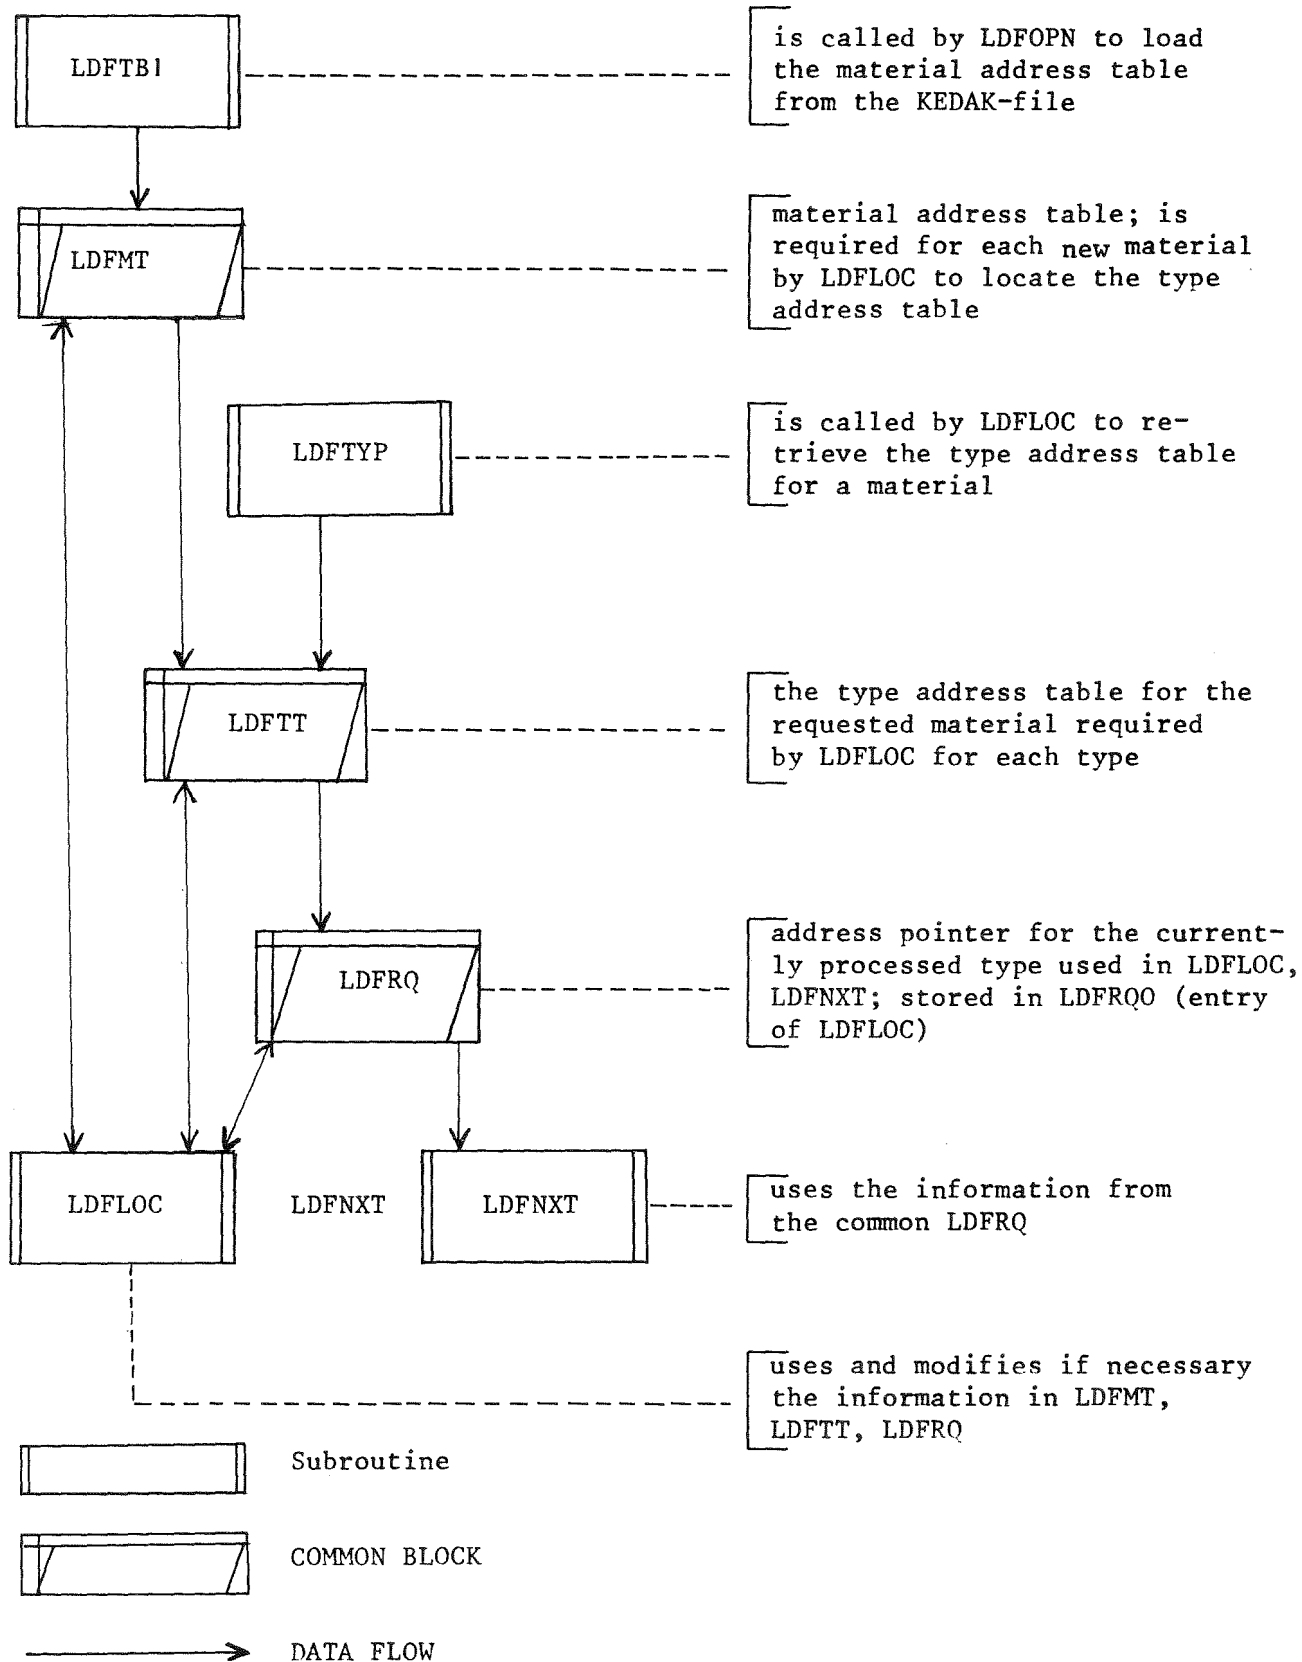 LDFTB1
is called by LDFOPN to load
the material address table
from the KEDAK-file
LDFMT
material address table; is
required for each new material
by LDFLOC to locate the type
address table
LDFTYP
is called by LDFLOC to re-
trieve the type address table
for a material
LDFTT
the type address table for the
requested material required
by LDFLOC for each type
LDFRQ
address pointer for the current-
ly processed type used in LDFLOC,
LDFNXT; stored in LDFRQO (entry
of LDFLOC)
LDFLOC
LDFNXT
LDFNXT
uses the information from
the common LDFRQ
uses and modifies if necessary
the information in LDFMT,
LDFTT, LDFRQ
Subroutine
COMMON BLOCK
DATA FLOW